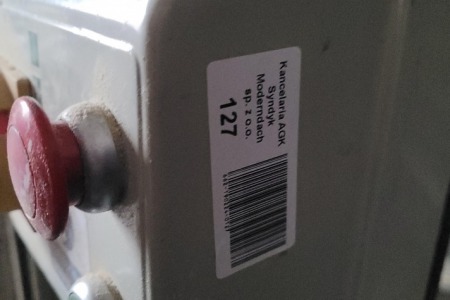 Kancelaria AGK
Syndyk
Moderndach
sp. z o.o.
127